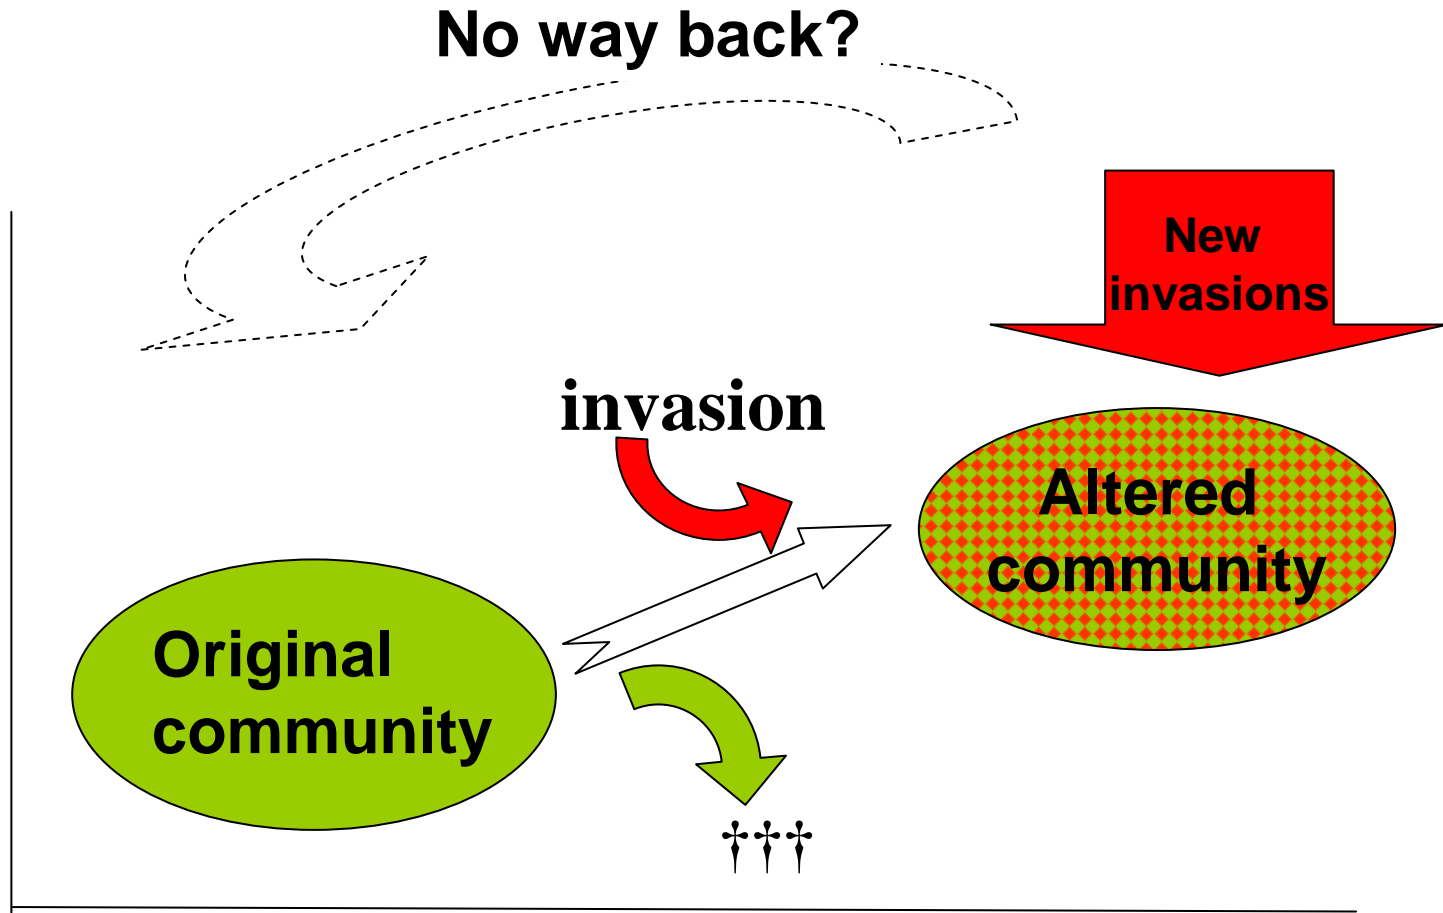 No way back?
New
invasions
invasion
Altered
community
Original
community
†††